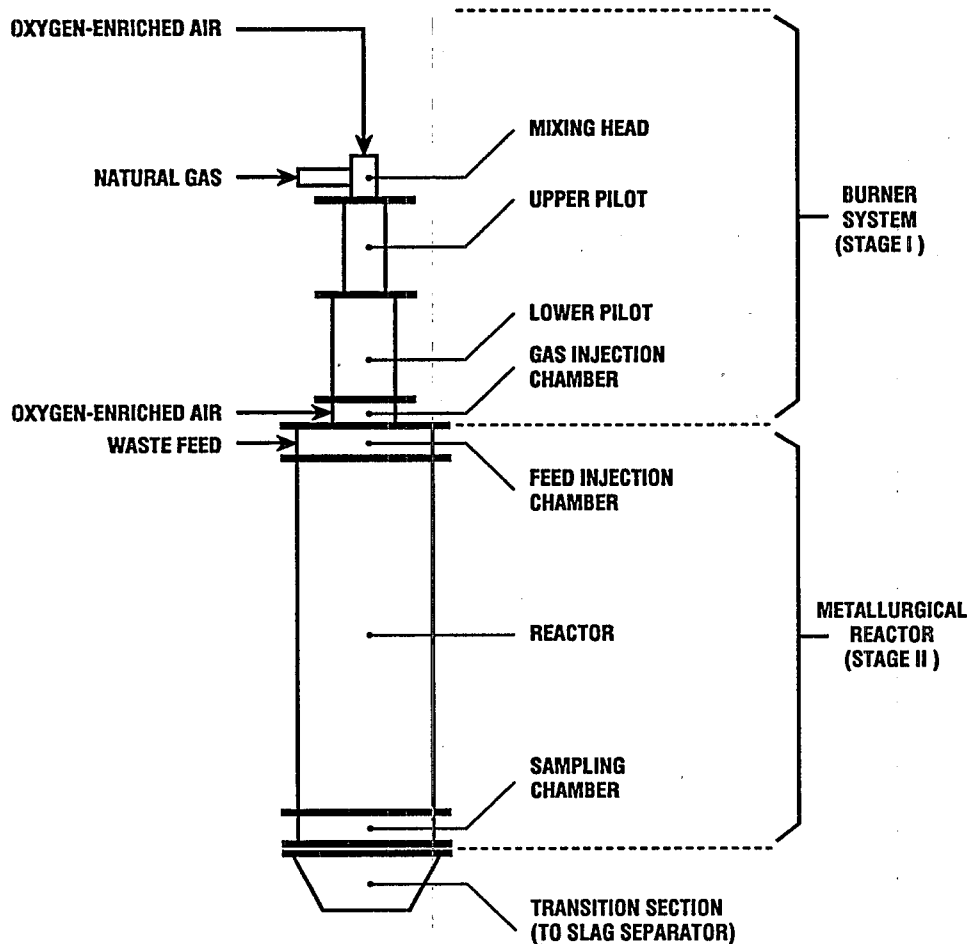 OXYGEN-ENRICHED AIR
MIXING HEAD
NATURAL GAS
UPPER PILOT
BURNER
SYSTEM
(STAGE I )
LOWER PILOT
GAS INJECTION
CHAMBER
OXYGEN-ENRICHED AIR
WASTE FEED
FEED INJECTION
CHAMBER
REACTOR
METALLURGICAL
REACTOR
(STAGE II )
SAMPLING
CHAMBER
TRANSITION SECTION
(TO SLAG SEPARATOR)